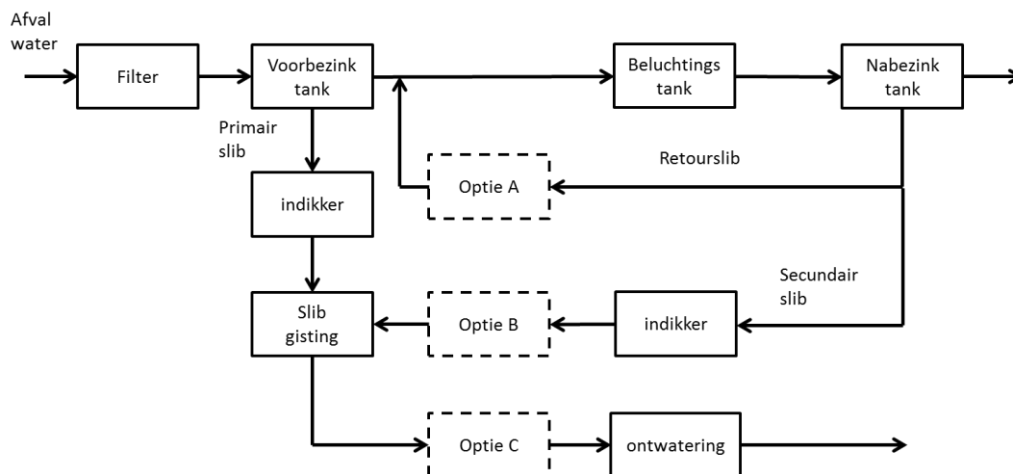 Afval
water
Filter
Voorbezink
tank
Beluchtings
tank
Nabezink
tank
Primair
slib
Retourslib
Optie A
indikker
Secundair
slib
Slib
gisting
Optie B
indikker
Optie C
ontwatering